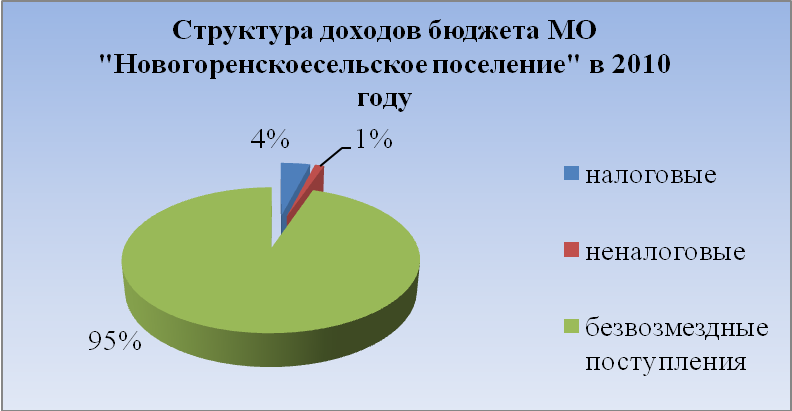 Структура доходов бюджета МО
"Новогоренскоесельское поселение" в 2010
году
4%
1%
налоговые
неналоговые
95%
безвозмездные
поступления